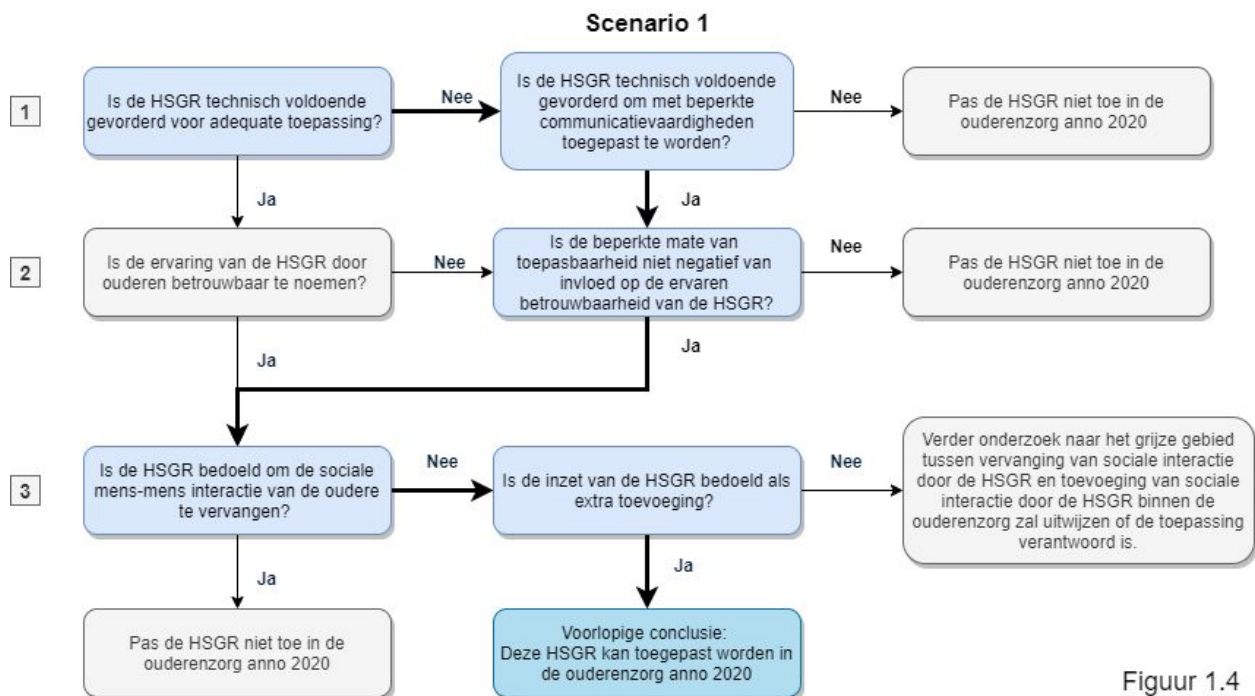 Scenario 1
1
Is de HSGR technisch voldoende
gevorderd voor adequate toepassing?
Nee
Is de HSGR technisch voldoende
gevorderd om met beperkte
communicatievaardigheden
toegepast te worden?
Nee
Pas de HSGR niet toe in de
ouderenzorg anno 2020
Ja
Ja
2
Is de ervaring van de HSGR door
ouderen betrouwbaar te noemen?
Nee
Is de beperkte mate van
toepasbaarheid niet negatief van
invloed op de ervaren
betrouwbaarheid van de HSGR?
Nee
Pas de HSGR niet toe in de
ouderenzorg anno 2020
Ja
Ja
3
Is de HSGR bedoeld om de sociale
mens-mens interactie van de oudere
te vervangen?
Nee
Is de inzet van de HSGR bedoeld als
extra toevoeging?
Nee
Verder onderzoek naar het grijze gebied
tussen vervanging van sociale interactie
door de HSGR en toevoeging van sociale
interactie door de HSGR binnen de
ouderenzorg zal uitwijzen of de toepassing
verantwoord is.
Ja
Ja
Pas de HSGR niet toe in de
ouderenzorg anno 2020
Voorlopige conclusie:
Deze HSGR kan toegepast worden in
de ouderenzorg anno 2020
Figuur 1.4